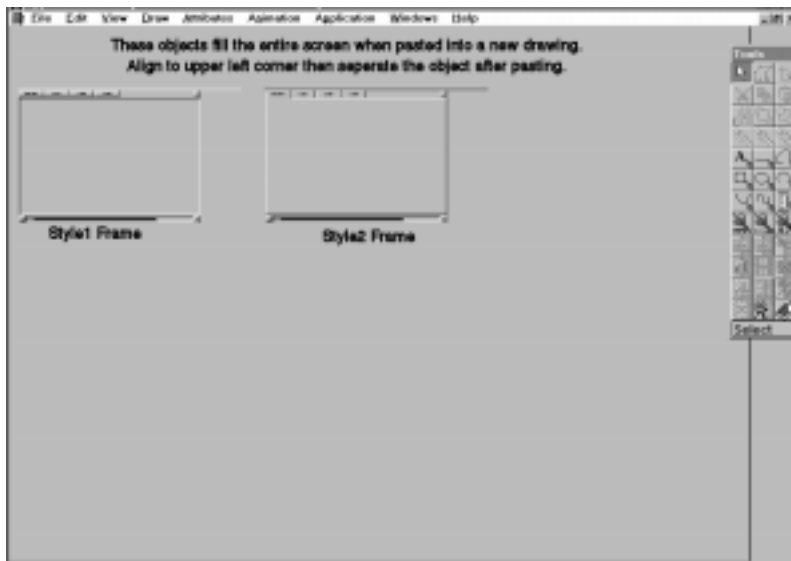 File Edit View Draw Attributes Animation Application Windows Help
These objects fill the entire screen when pasted into a new drawing.
Align to upper left corner then seperate the object after pasting.
Tools
Style1 Frame
Style2 Frame
Select